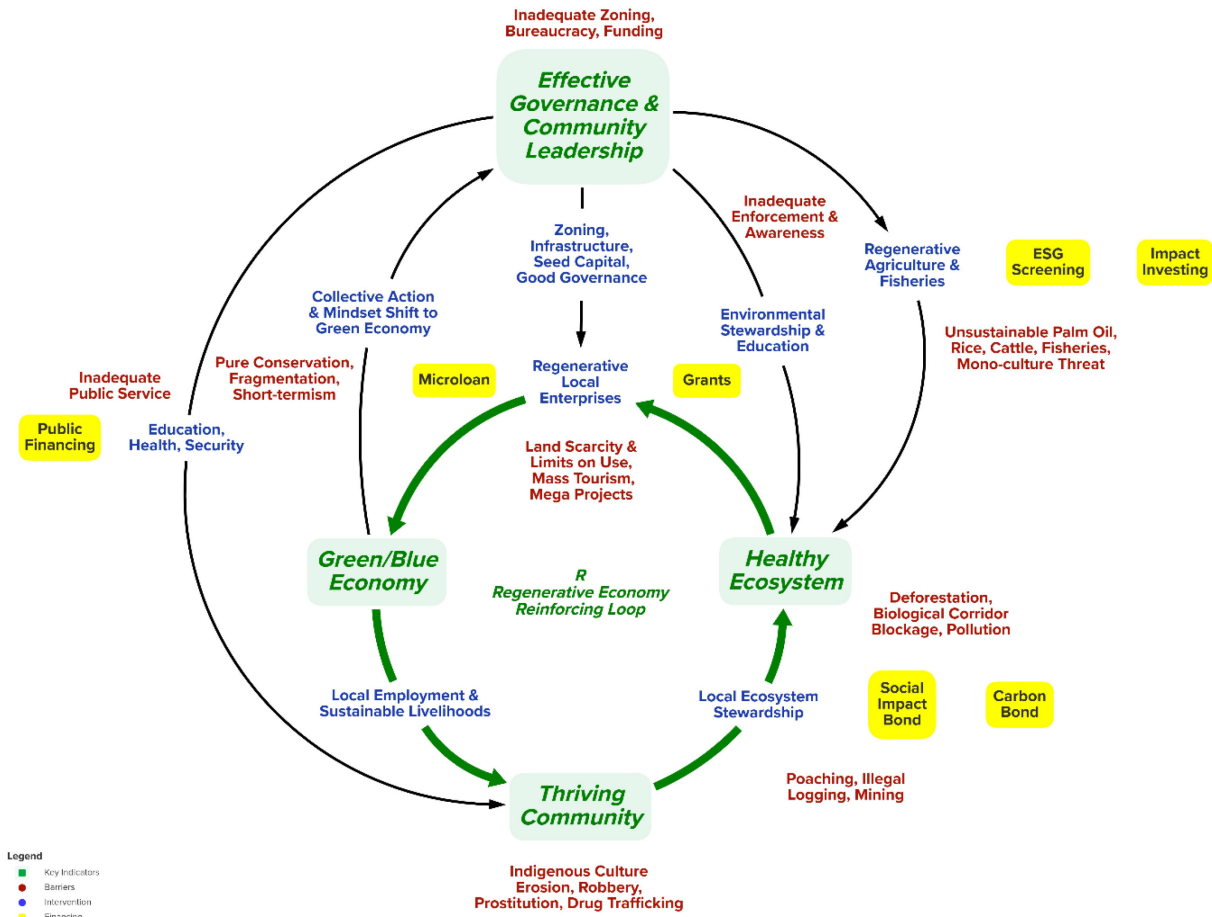 Inadequate Zoning,
Bureaucracy, Funding
Effective
Governance &
Community
Leadership
Inadequate
Enforcement &
Awareness
Zoning,
Infrastructure,
Seed Capital,
Good Governance
Regenerative
Agriculture &
Fisheries
ESG
Screening
Impact
Investing
Collective Action
& Mindset Shift to
Green Economy
Environmental
Stewardship &
Education
Unsustainable Palm Oil,
Rice, Cattle, Fisheries,
Mono-culture Threat
Inadequate
Public Service
Pure Conservation,
Fragmentation,
Short-termism
Microloan
Regenerative
Local
Enterprises
Grants
Public
Financing
Education,
Health, Security
Land Scarcity &
Limits on Use,
Mass Tourism,
Mega Projects
Green/Blue
Economy
R
Regenerative Economy
Reinforcing Loop
Healthy
Ecosystem
Deforestation,
Biological Corridor
Blockage, Pollution
Local Employment &
Sustainable Livelihoods
Local Ecosystem
Stewardship
Social
Impact
Bond
Carbon
Bond
Poaching, Illegal
Logging, Mining
Thriving
Community
Indigenous Culture
Erosion, Robbery,
Prostitution, Drug Trafficking
Legend
Key Indicators
Barriers
Intervention
Financing